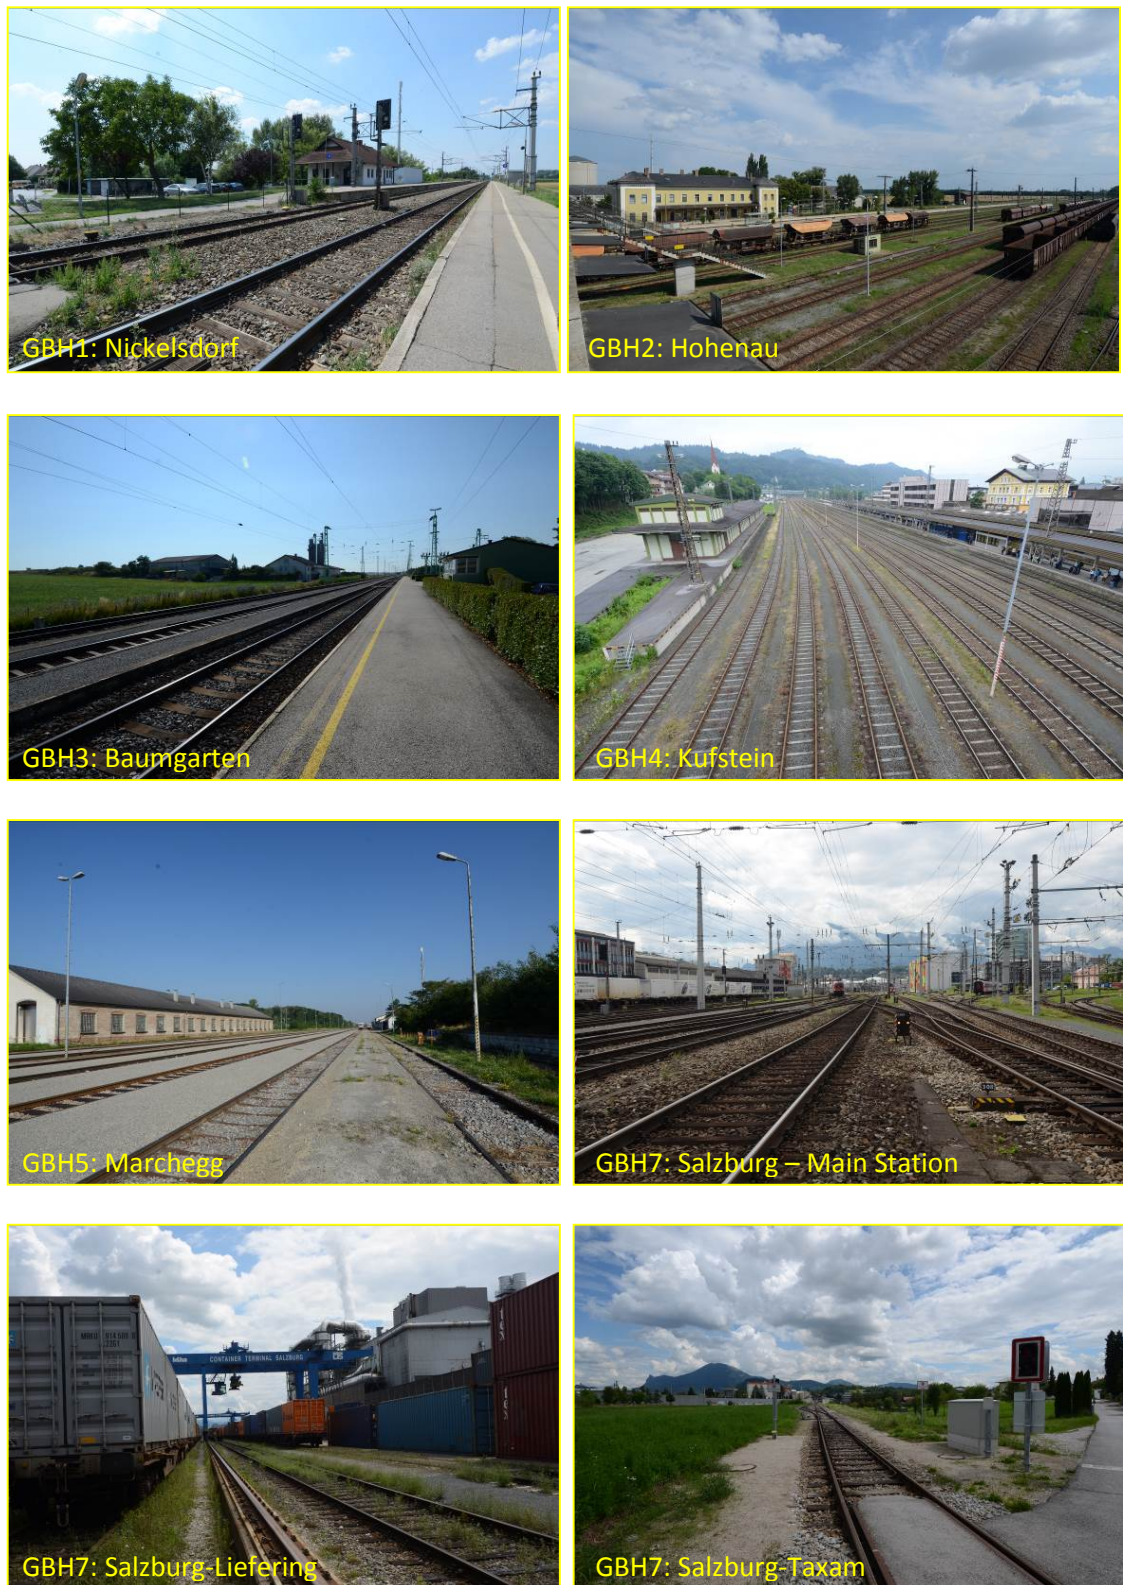 GBH1: Nickelsdorf
GBH2: Hohenau
GBH3: Baumgarten
GBH4: Kufstein
GBH5: Marchegg
GBH7: Salzburg – Main Station
CONTAINER TERMINAL SALZBURG
GBH7: Salzburg-Liefering
GBH7: Salzburg-Taxam